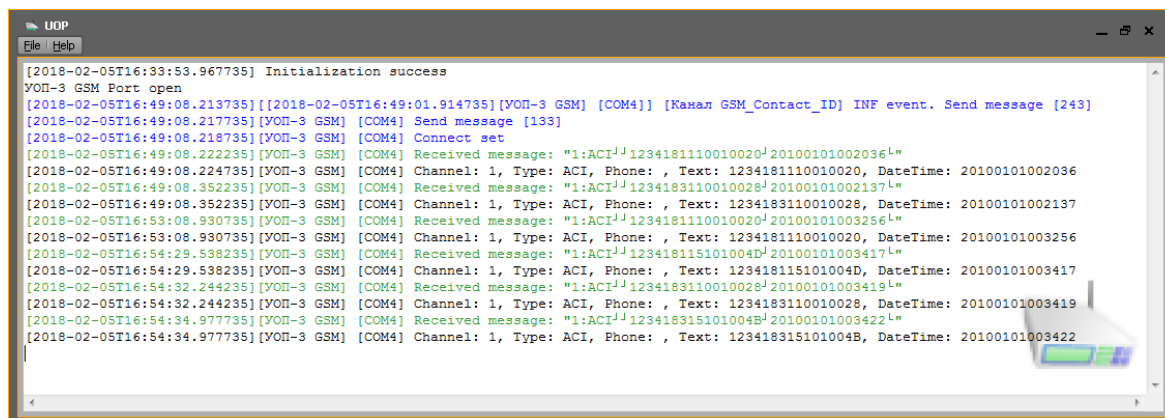 UOP
File Help
[2018-02-05T16:33:53.967735] Initialization success
УОП-3 GSM Port open
[2018-02-05T16:49:08.213735][[2018-02-05T16:49:01.914735][УОП-3 GSM] [COM4]] [Канал GSM_Contact_ID] INF event. Send message [243]
[2018-02-05T16:49:08.217735][УОП-3 GSM] [COM4] Send message [133]
[2018-02-05T16:49:08.218735][УОП-3 GSM] [COM4] Connect set
[2018-02-05T16:49:08.222235][УОП-3 GSM] [COM4] Received message: "1:ACI┘┘1234181110010020┘20100101002036└"
[2018-02-05T16:49:08.224735][УОП-3 GSM] [COM4] Channel: 1, Type: ACI, Phone: , Text: 1234181110010020, DateTime: 20100101002036
[2018-02-05T16:49:08.352235][УОП-3 GSM] [COM4] Received message: "1:ACI┘┘1234183110010028┘20100101002137└"
[2018-02-05T16:49:08.352235][УОП-3 GSM] [COM4] Channel: 1, Type: ACI, Phone: , Text: 1234183110010028, DateTime: 20100101002137
[2018-02-05T16:53:08.930735][УОП-3 GSM] [COM4] Received message: "1:ACI┘┘1234181110010020┘20100101003256└"
[2018-02-05T16:53:08.930735][УОП-3 GSM] [COM4] Channel: 1, Type: ACI, Phone: , Text: 1234181110010020, DateTime: 20100101003256
[2018-02-05T16:54:29.538235][УОП-3 GSM] [COM4] Received message: "1:ACI┘┘123418115101004D┘20100101003417└"
[2018-02-05T16:54:29.538235][УОП-3 GSM] [COM4] Channel: 1, Type: ACI, Phone: , Text: 123418115101004D, DateTime: 20100101003417
[2018-02-05T16:54:32.244235][УОП-3 GSM] [COM4] Received message: "1:ACI┘┘1234183110010028┘20100101003419└"
[2018-02-05T16:54:32.244235][УОП-3 GSM] [COM4] Channel: 1, Type: ACI, Phone: , Text: 1234183110010028, DateTime: 20100101003419
[2018-02-05T16:54:34.977735][УОП-3 GSM] [COM4] Received message: "1:ACI┘┘123418315101004B┘20100101003422└"
[2018-02-05T16:54:34.977735][УОП-3 GSM] [COM4] Channel: 1, Type: ACI, Phone: , Text: 123418315101004B, DateTime: 20100101003422